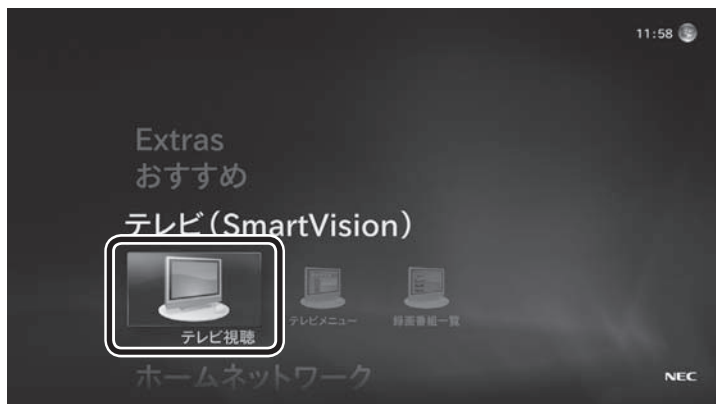 11:58
Extras
おすすめ
テレビ(SmartVision)
テレビ視聴
テレビメニュー
録画番組一覧
ホームネットワーク
NEC